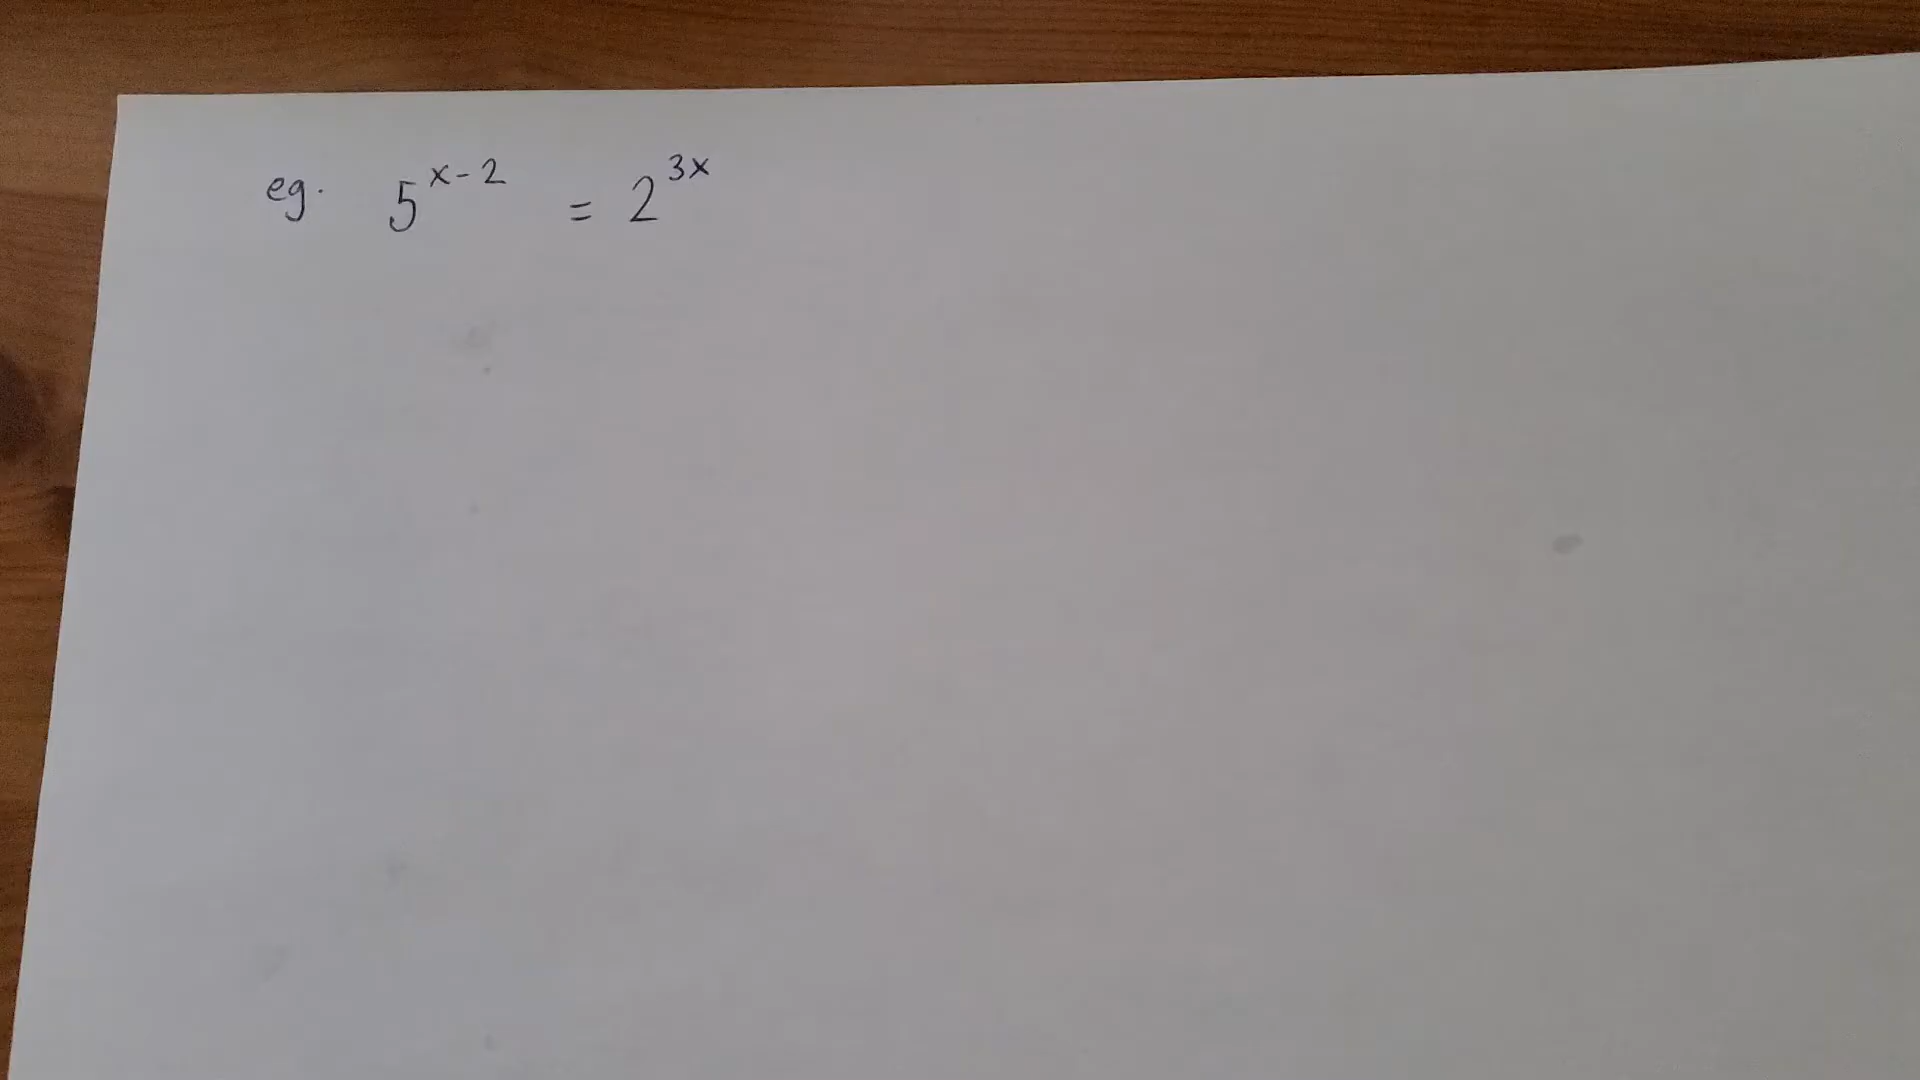 eg. 5^{x-2} = 2^{3x}